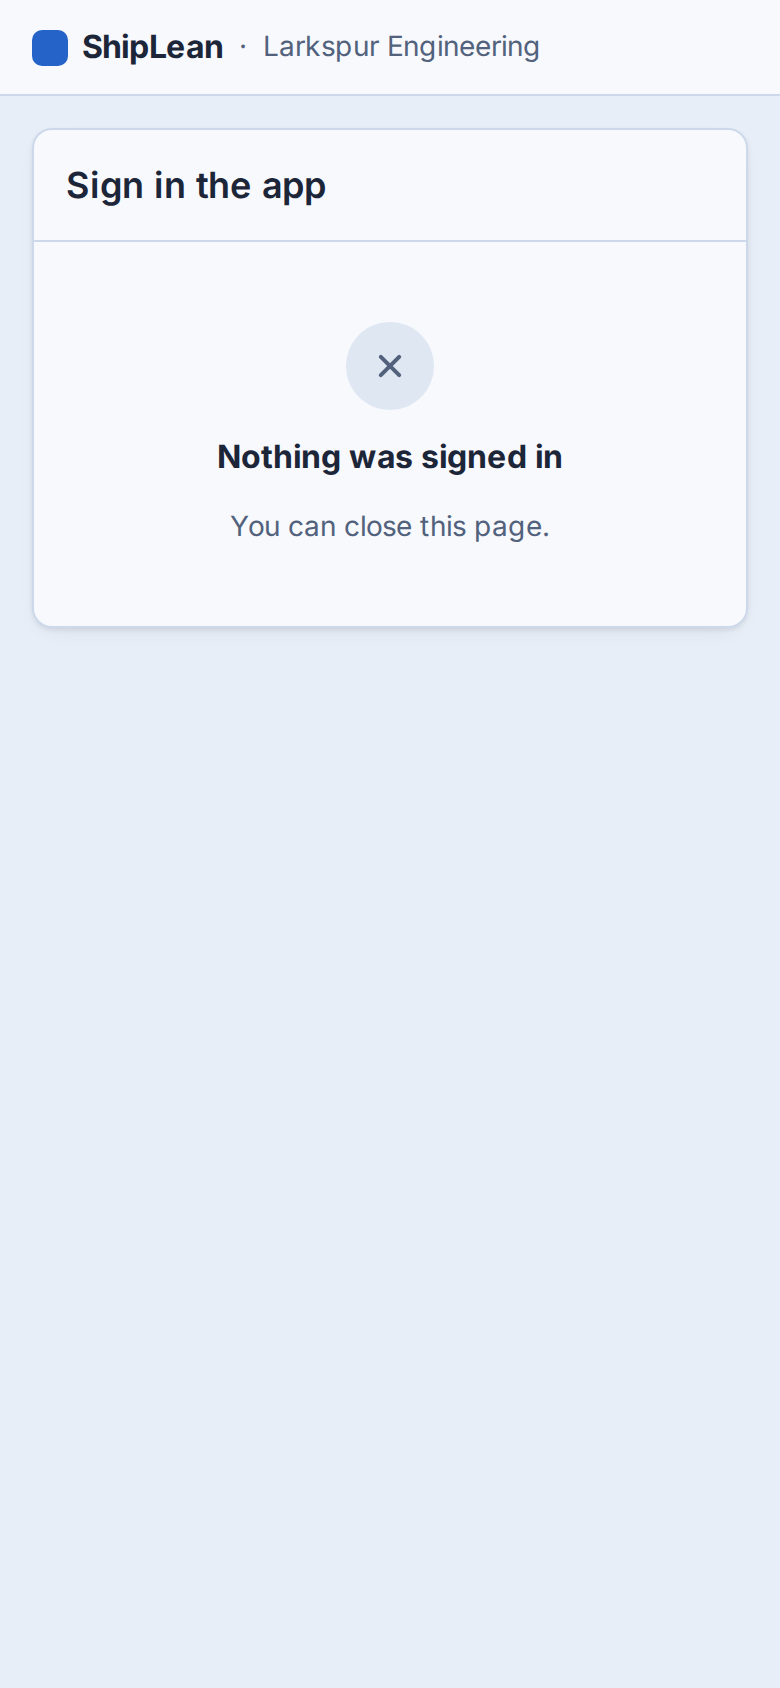 ShipLean · Larkspur Engineering
Sign in the app
Nothing was signed in
You can close this page.